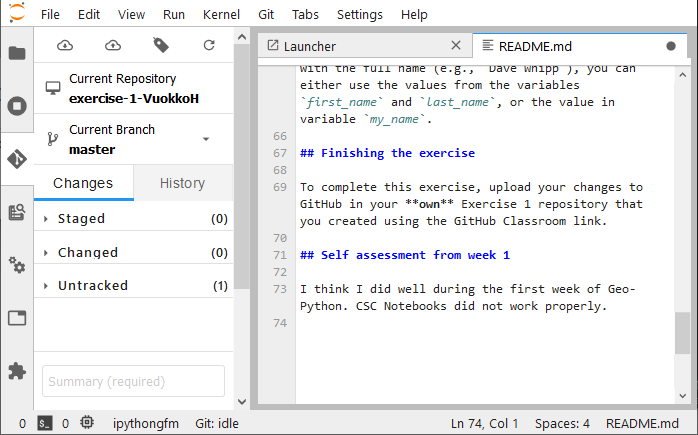 File Edit View Run Kernel Git Tabs Settings Help
Current Repository
exercise-1-VuokkoH
Current Branch
master
Changes History
Staged (0)
Changed (0)
Untracked (1)
Summary (required)
Launcher
README.md
with the full name (e.g., `Dave Whipp`), you can
either use the values from the variables
`first_name` and `last_name`, or the value in
variable `my_name`.
66
67 ## Finishing the exercise
68
69 To complete this exercise, upload your changes to
GitHub in your **own** Exercise 1 repository that
you created using the GitHub Classroom link.
70
71 ## Self assessment from week 1
72
73 I think I did well during the first week of Geo-
Python. CSC Notebooks did not work properly.
74
0 $_ 0 ipythongfm Git: idle Ln 74, Col 1 Spaces: 4 README.md